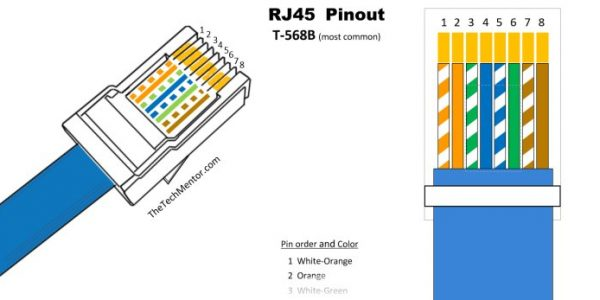 RJ45 Pinout
T-568B (most common)
1 2 3 4 5 6 7 8
1 2 3 4 5 6 7 8
TheTechMentor.com
Pin order and Color
1 White-Orange
2 Orange
3 White-Green